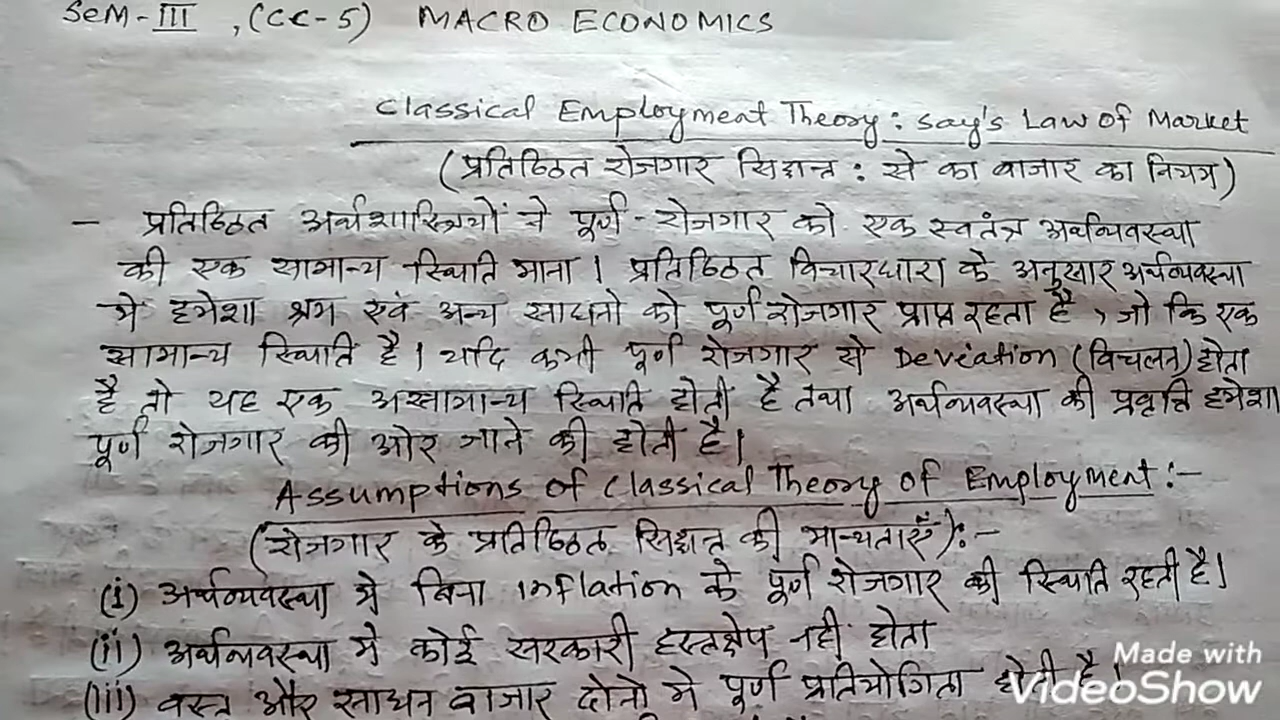 SEM-III, (CC-5) MACRO ECONOMICS
Classical Employment Theory: Say's Law of Market
(प्रतिष्ठित रोजगार सिद्धान्त : से का बाजार का नियम)
- प्रतिष्ठित अर्थशास्त्रियों ने पूर्ण-रोजगार को एक स्वतंत्र अर्थव्यवस्था
की एक सामान्य स्थिति माना। प्रतिष्ठित विचारधारा के अनुसार अर्थव्यवस्था
मे हमेशा श्रम एवं अन्य साधनो को पूर्ण रोजगार प्राप्त रहता है, जो कि एक
सामान्य स्थिति है। यदि कभी पूर्ण रोजगार से Deviation (विचलन) होता
है तो यह एक असामान्य स्थिति होती है तथा अर्थव्यवस्था की प्रवृत्ति हमेशा
पूर्ण रोजगार की ओर जाने की होती है।
Assumptions of Classical Theory of Employment:-
(रोजगार के प्रतिष्ठित सिद्धान्त की मान्यताएँ):-
(i) अर्थव्यवस्था मे बिना Inflation के पूर्ण रोजगार की स्थिति रहती है।
(ii) अर्थव्यवस्था मे कोई सरकारी हस्तक्षेप नही होता
(iii) वस्तु और साधन बाजार दोनो मे पूर्ण प्रतियोगिता होती है।
Made with
VideoShow